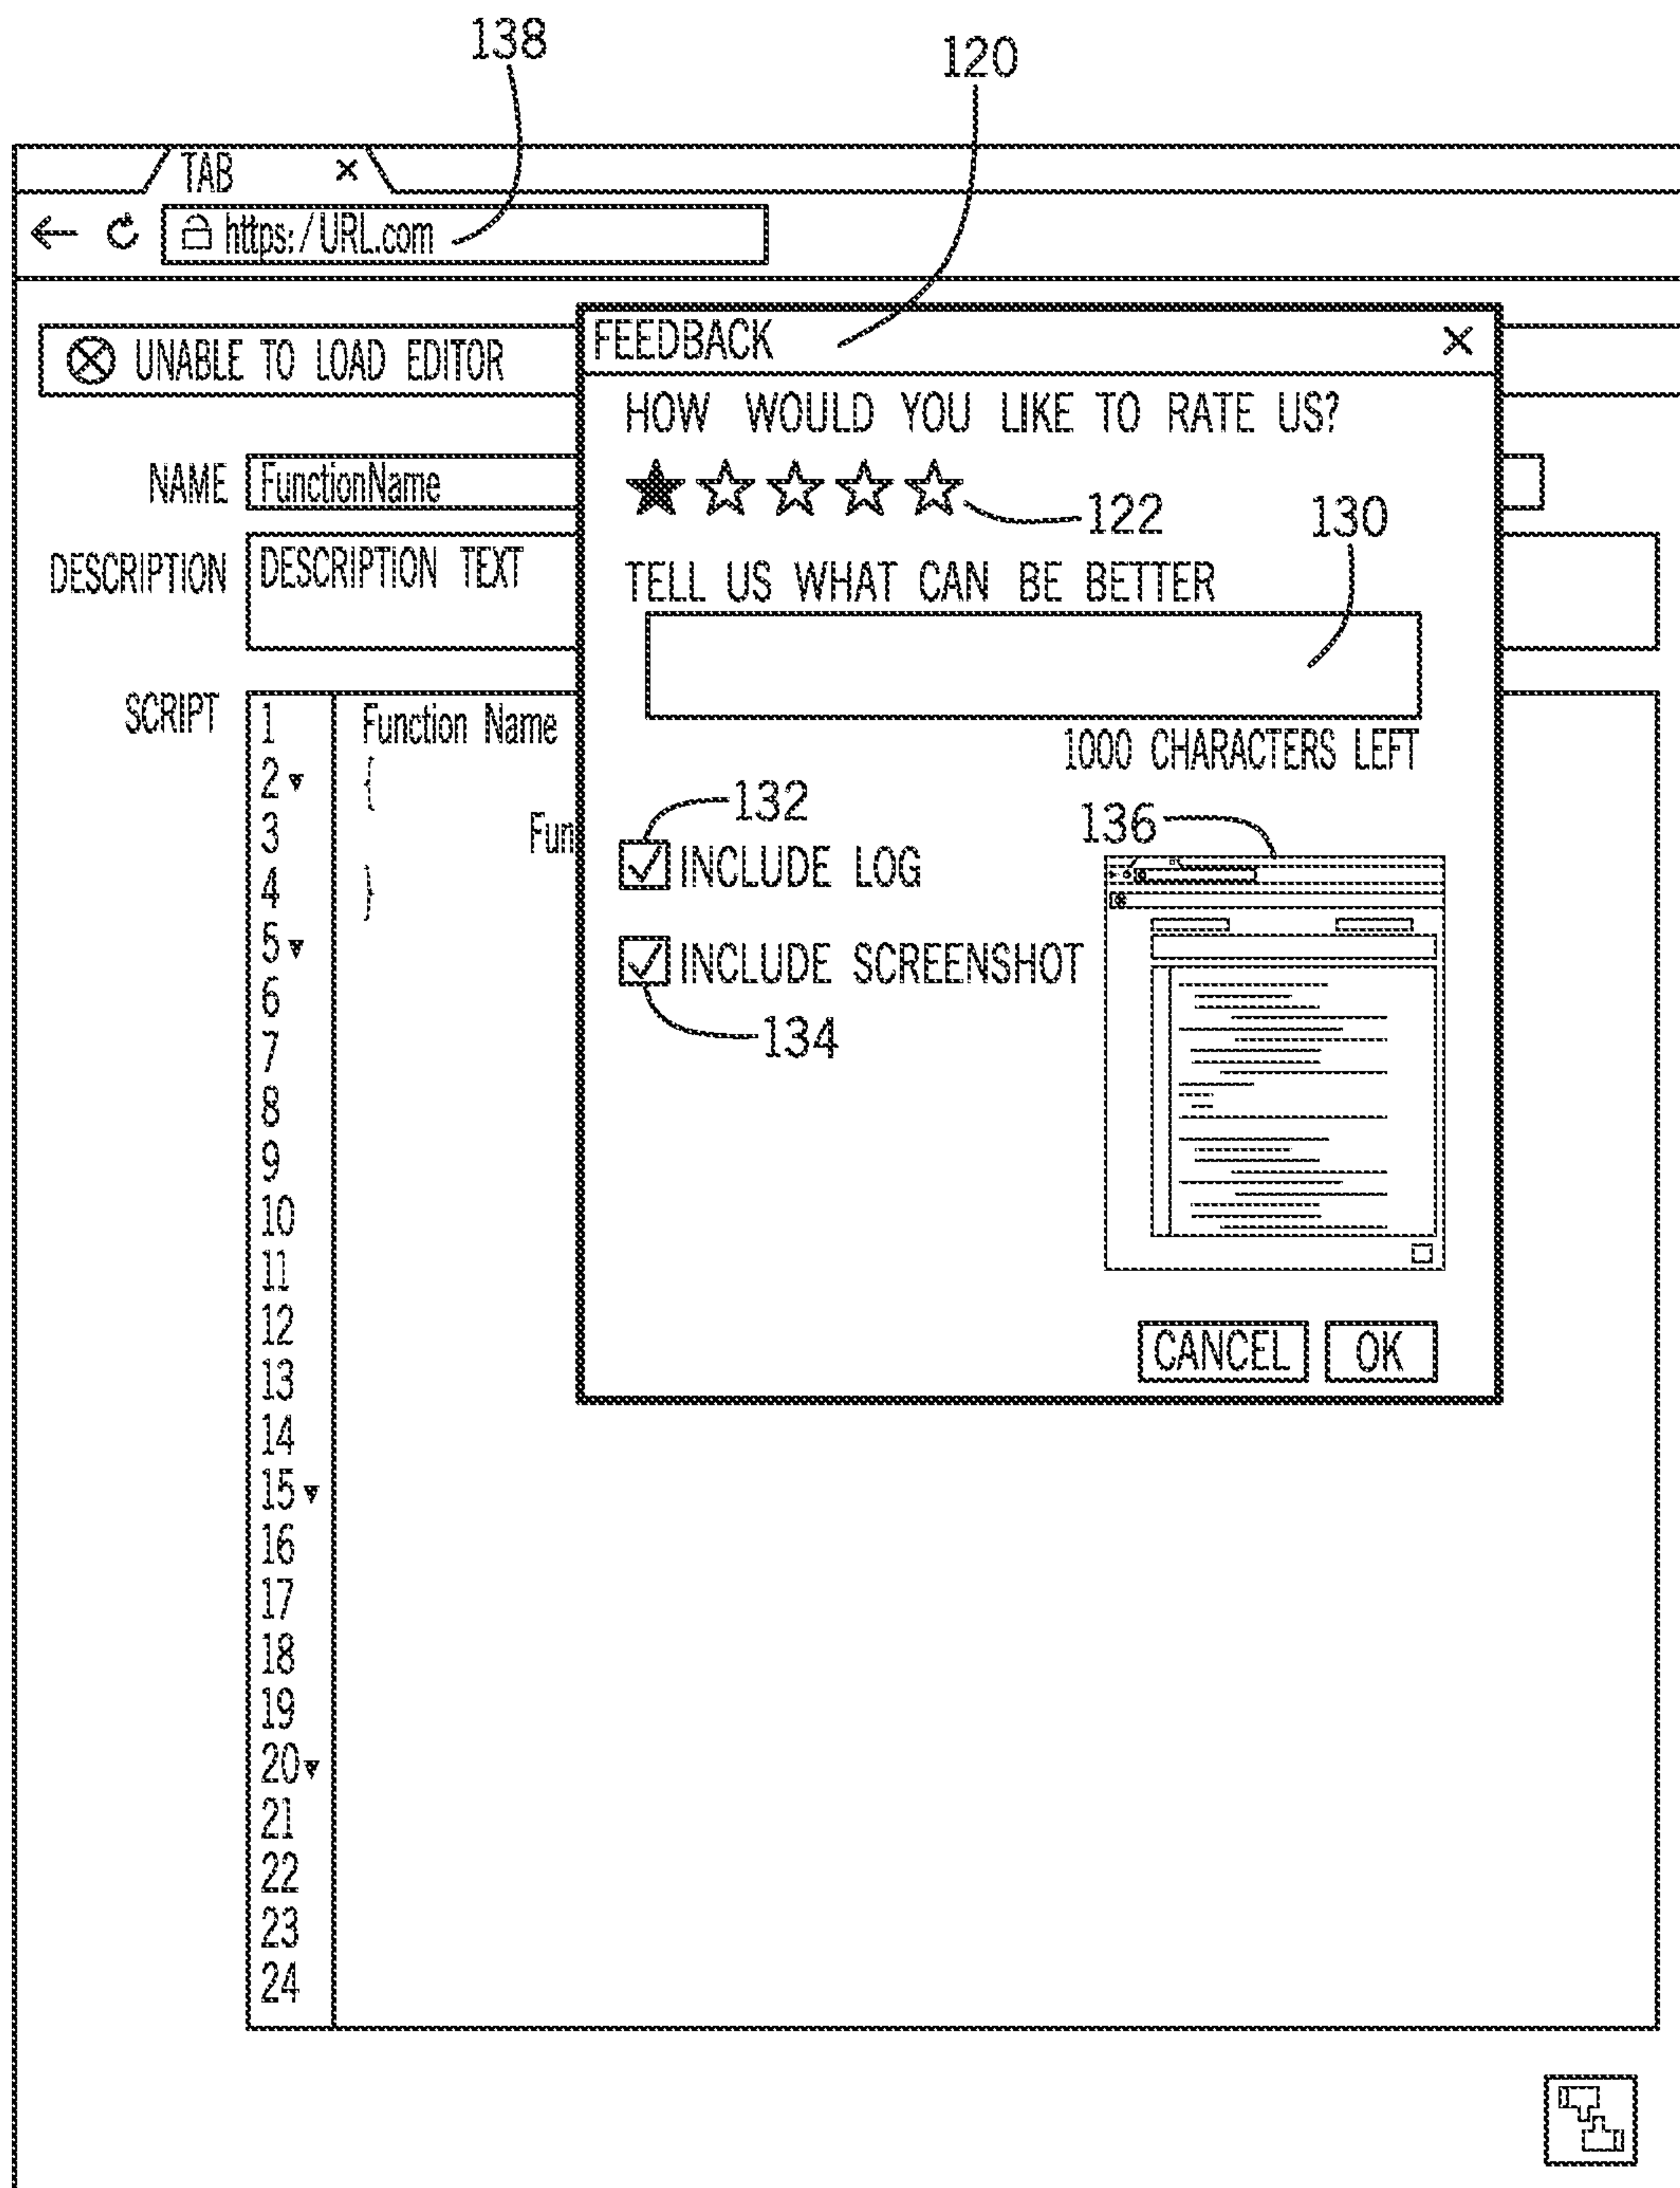 138
120
TAB ×
https:/URL.com
UNABLE TO LOAD EDITOR
FEEDBACK ×
HOW WOULD YOU LIKE TO RATE US?
122
130
TELL US WHAT CAN BE BETTER
1000 CHARACTERS LEFT
132
INCLUDE LOG
136
INCLUDE SCREENSHOT
134
CANCEL OK
NAME FunctionName
DESCRIPTION DESCRIPTION TEXT
SCRIPT
1 Function Name
2 {
3 Fun
4 }
5
6
7
8
9
10
11
12
13
14
15
16
17
18
19
20
21
22
23
24